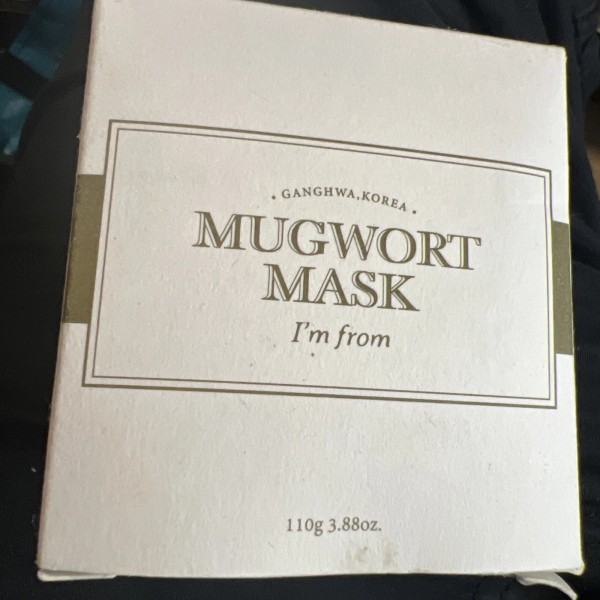 • GANGHWA,KOREA •
MUGWORT
MASK
I'm from
110g 3.88oz.